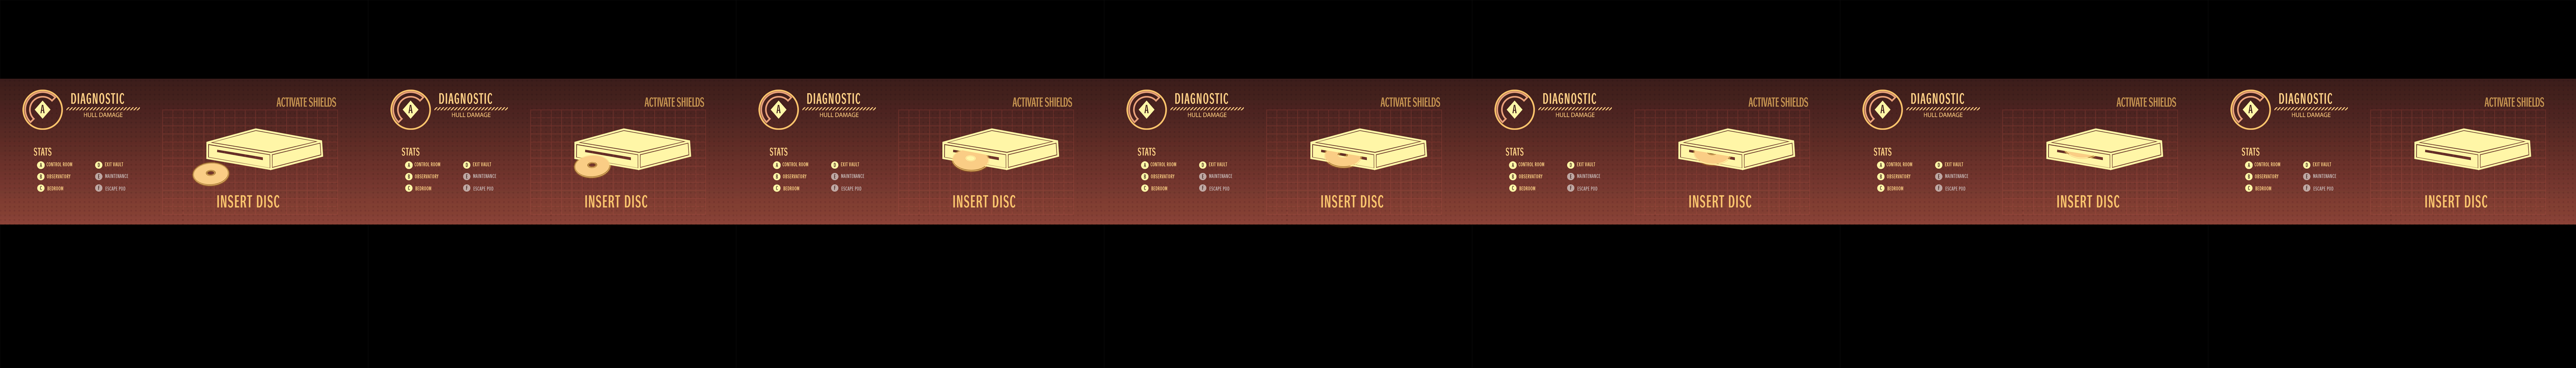 A
DIAGNOSTIC
HULL DAMAGE
ACTIVATE SHIELDS
STATS
A CONTROL ROOM
B OBSERVATORY
C BEDROOM
D EXIT VAULT
E MAINTENANCE
F ESCAPE POD
INSERT DISC
A
DIAGNOSTIC
HULL DAMAGE
ACTIVATE SHIELDS
STATS
A CONTROL ROOM
B OBSERVATORY
C BEDROOM
D EXIT VAULT
E MAINTENANCE
F ESCAPE POD
INSERT DISC
A
DIAGNOSTIC
HULL DAMAGE
ACTIVATE SHIELDS
STATS
A CONTROL ROOM
B OBSERVATORY
C BEDROOM
D EXIT VAULT
E MAINTENANCE
F ESCAPE POD
INSERT DISC
A
DIAGNOSTIC
HULL DAMAGE
ACTIVATE SHIELDS
STATS
A CONTROL ROOM
B OBSERVATORY
C BEDROOM
D EXIT VAULT
E MAINTENANCE
F ESCAPE POD
INSERT DISC
A
DIAGNOSTIC
HULL DAMAGE
ACTIVATE SHIELDS
STATS
A CONTROL ROOM
B OBSERVATORY
C BEDROOM
D EXIT VAULT
E MAINTENANCE
F ESCAPE POD
INSERT DISC
A
DIAGNOSTIC
HULL DAMAGE
ACTIVATE SHIELDS
STATS
A CONTROL ROOM
B OBSERVATORY
C BEDROOM
D EXIT VAULT
E MAINTENANCE
F ESCAPE POD
INSERT DISC
A
DIAGNOSTIC
HULL DAMAGE
ACTIVATE SHIELDS
STATS
A CONTROL ROOM
B OBSERVATORY
C BEDROOM
D EXIT VAULT
E MAINTENANCE
F ESCAPE POD
INSERT DISC